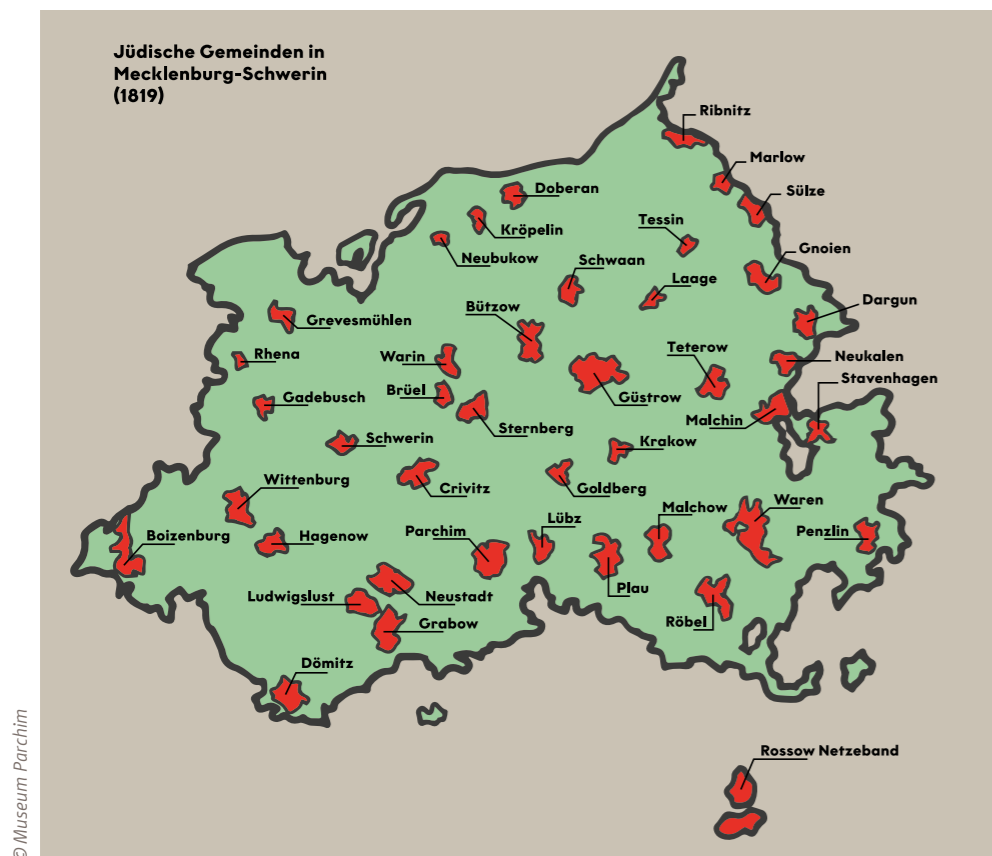 Jüdische Gemeinden in
Mecklenburg-Schwerin
(1819)
Ribnitz
Marlow
Sülze
Doberan
Kröpelin
Neubukow
Tessin
Gnoien
Schwaan
Laage
Dargun
Bützow
Grevesmühlen
Rhena
Warin
Teterow
Neukalen
Stavenhagen
Brüel
Gadebusch
Güstrow
Malchin
Sternberg
Schwerin
Krakow
Crivitz
Goldberg
Wittenburg
Waren
Malchow
Lübz
Penzlin
Boizenburg
Hagenow
Parchim
Plau
Ludwigslust
Neustadt
Röbel
Grabow
Dömitz
Rossow Netzeband
© Museum Parchim